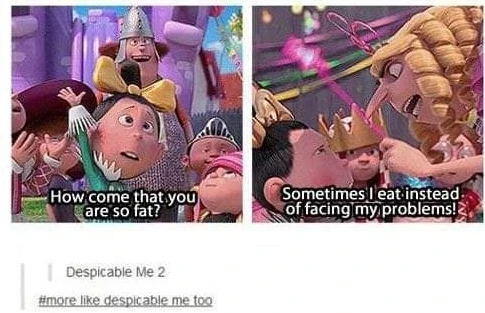 How come that you
are so fat?
Sometimes I eat instead
of facing my problems!
Despicable Me 2
#more like despicable me too